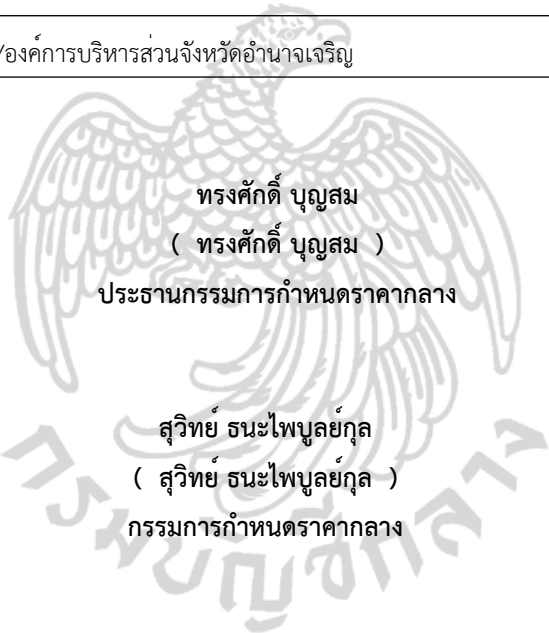 /องค์การบริหารส่วนจังหวัดอำนาจเจริญ
ทรงศักดิ์ บุญสม
( ทรงศักดิ์ บุญสม )
ประธานกรรมการกำหนดราคากลาง
สุวิทย์ ธนะไพบูลย์กุล
( สุวิทย์ ธนะไพบูลย์กุล )
กรรมการกำหนดราคากลาง
กรมบัญชีกลาง